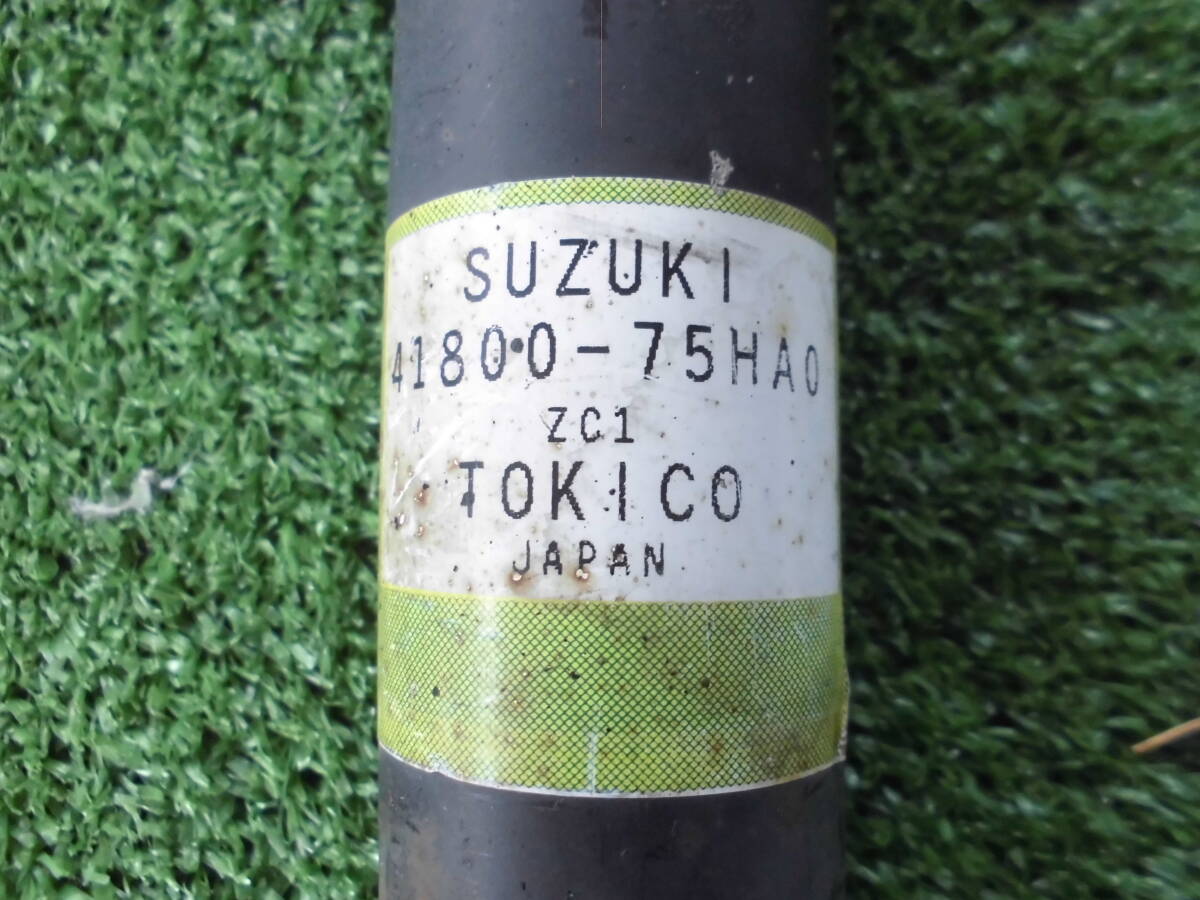 SUZUKI
41800-75HA0
ZC1
TOKICO
JAPAN